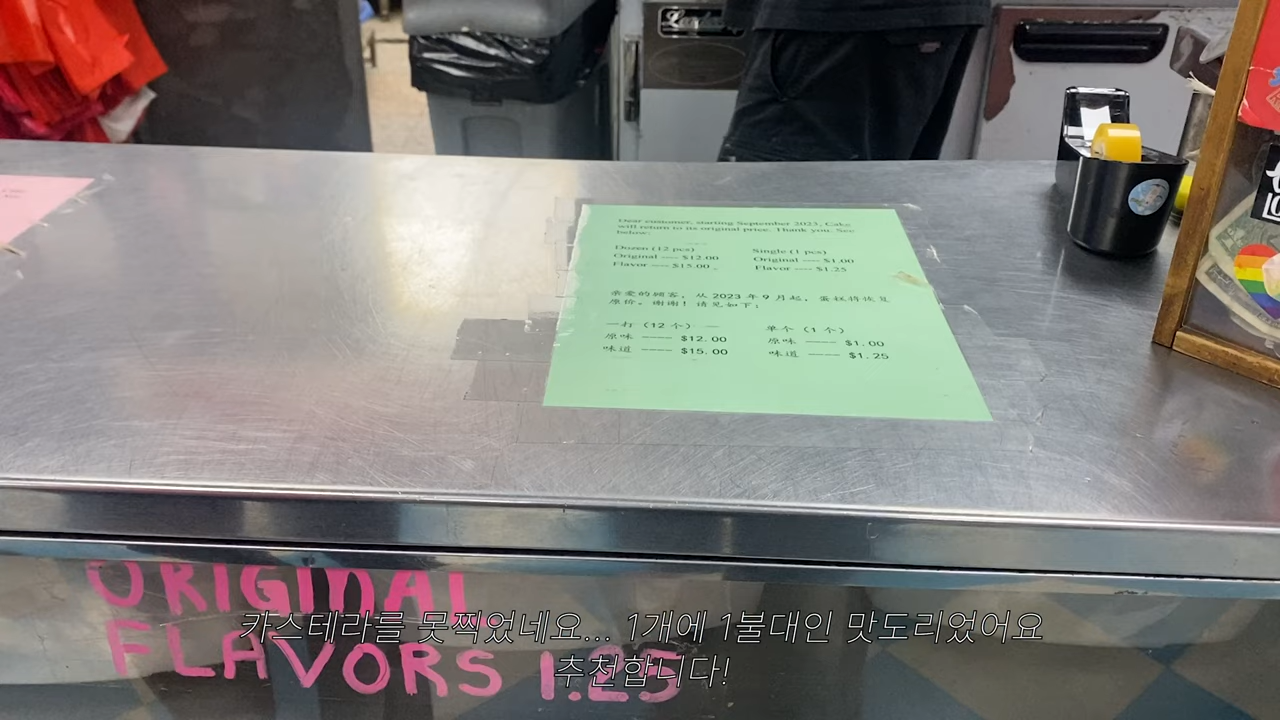 Dear customer, starting September 2023, Cake
will return to its original price. Thank you. See
below:
Dozen (12 pcs)
Original ---- $12.00
Flavor ---- $15.00
Single (1 pcs)
Original ---- $1.00
Flavor ---- $1.25
亲爱的顾客，从 2023 年 9 月起，蛋糕将恢复
原价。谢谢！请见如下：
一打（12 个） —
原味 ———— $12.00
味道 ———— $15.00
单个（1 个）
原味 ———— $1.00
味道 ———— $1.25
ORIGINAL
FLAVORS 1.25
카스테라를 못찍었네요... 1개에 1불대인 맛도리었어요
추천합니다!